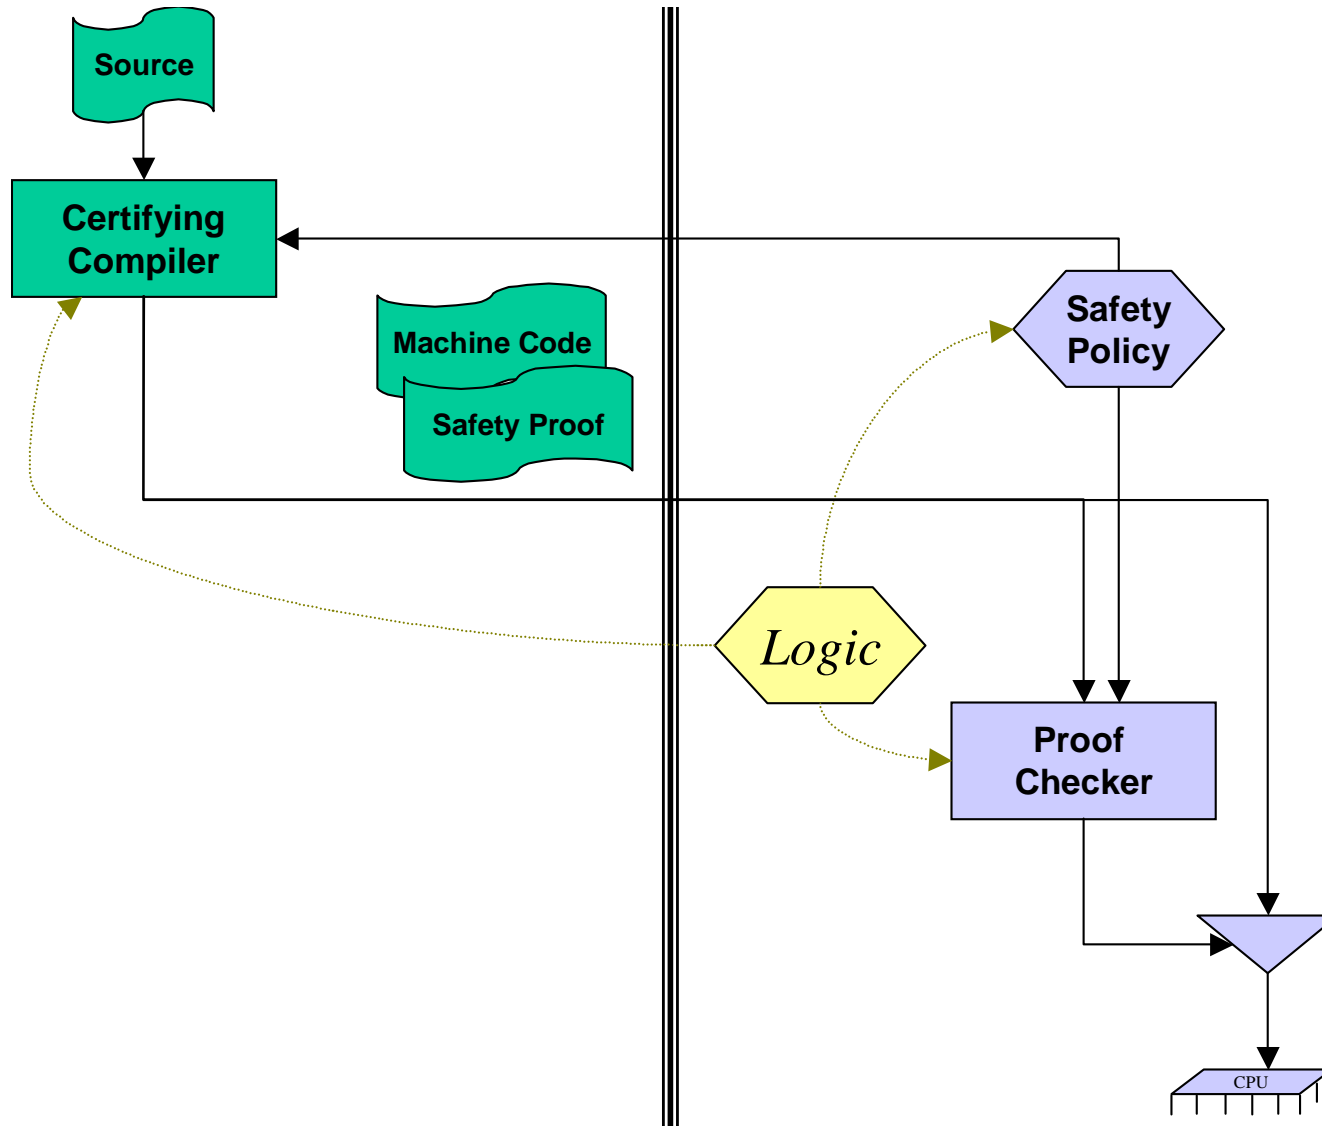 Source
Certifying
Compiler
Machine Code
Safety Proof
Safety
Policy
Logic
Proof
Checker
CPU